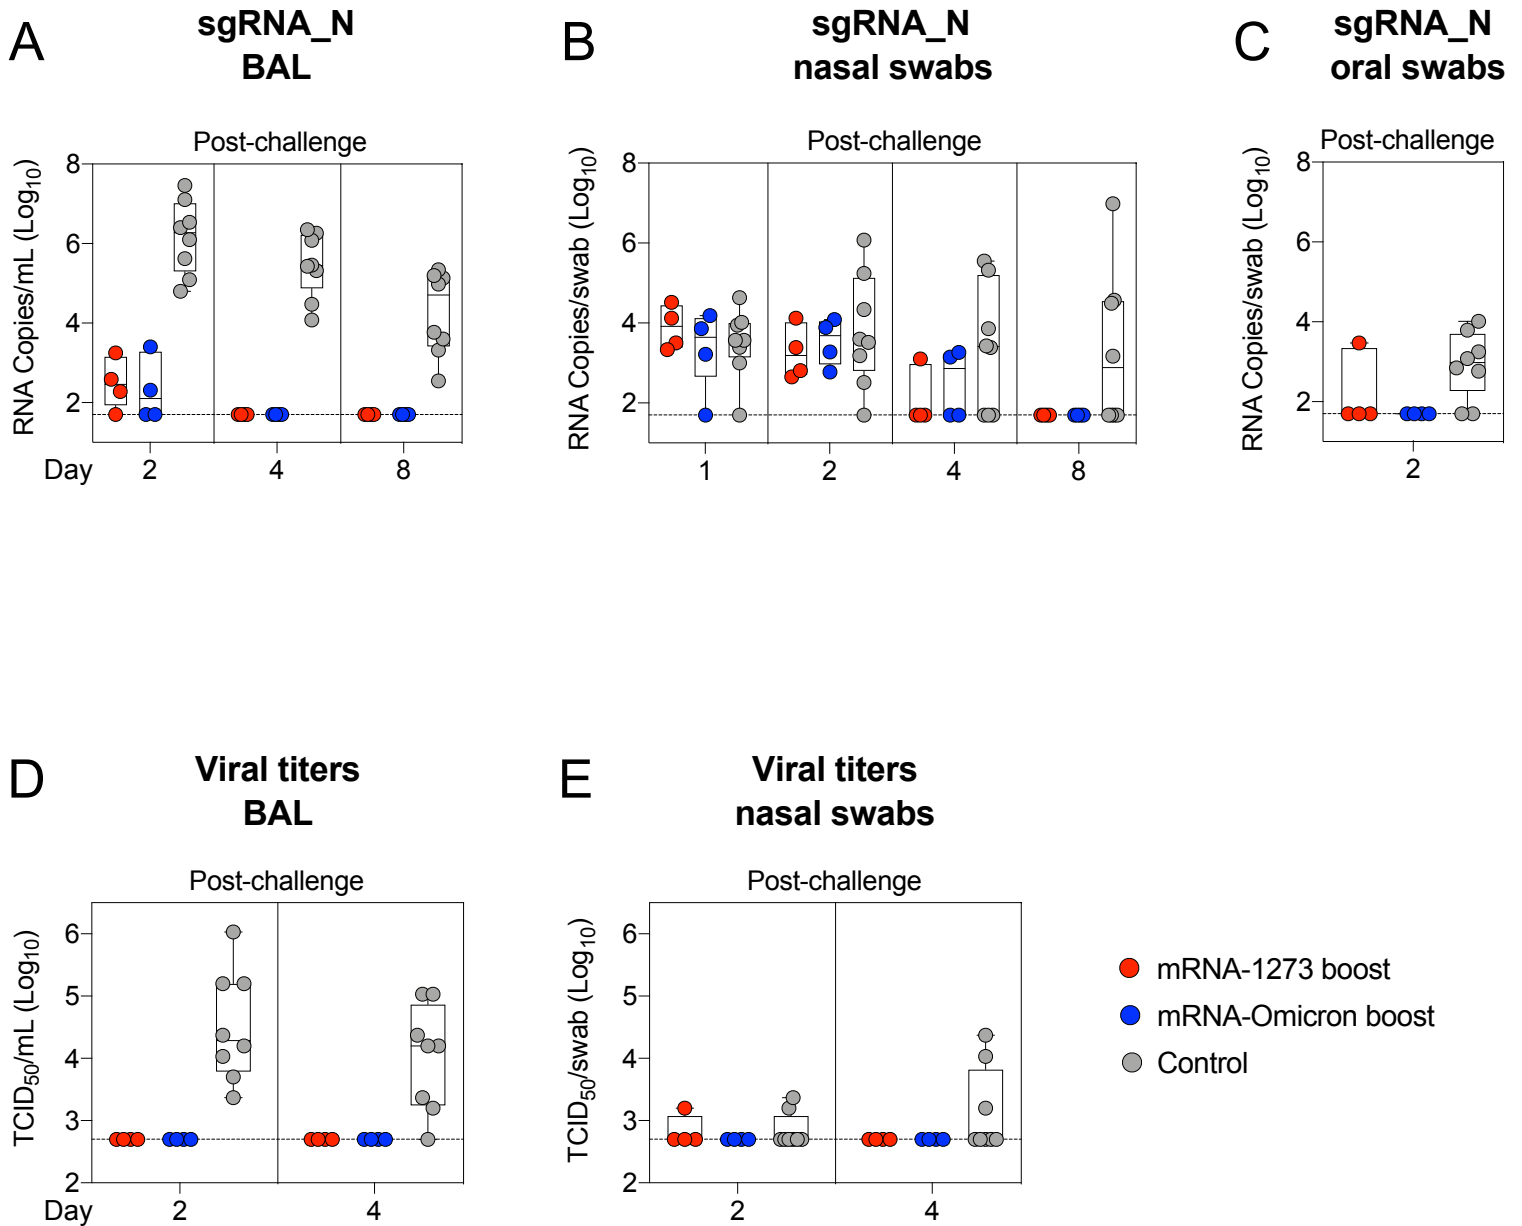 A
sgRNA_N
BAL
Post-challenge
RNA Copies/mL (Log10)
8
6
4
2
Day
2
4
8
B
sgRNA_N
nasal swabs
Post-challenge
RNA Copies/swab (Log10)
8
6
4
2
1
2
4
8
C
sgRNA_N
oral swabs
Post-challenge
RNA Copies/swab (Log10)
8
6
4
2
2
D
Viral titers
BAL
Post-challenge
TCID50/mL (Log10)
6
5
4
3
2
Day
2
4
E
Viral titers
nasal swabs
Post-challenge
TCID50/swab (Log10)
6
5
4
3
2
2
4
mRNA-1273 boost
mRNA-Omicron boost
Control